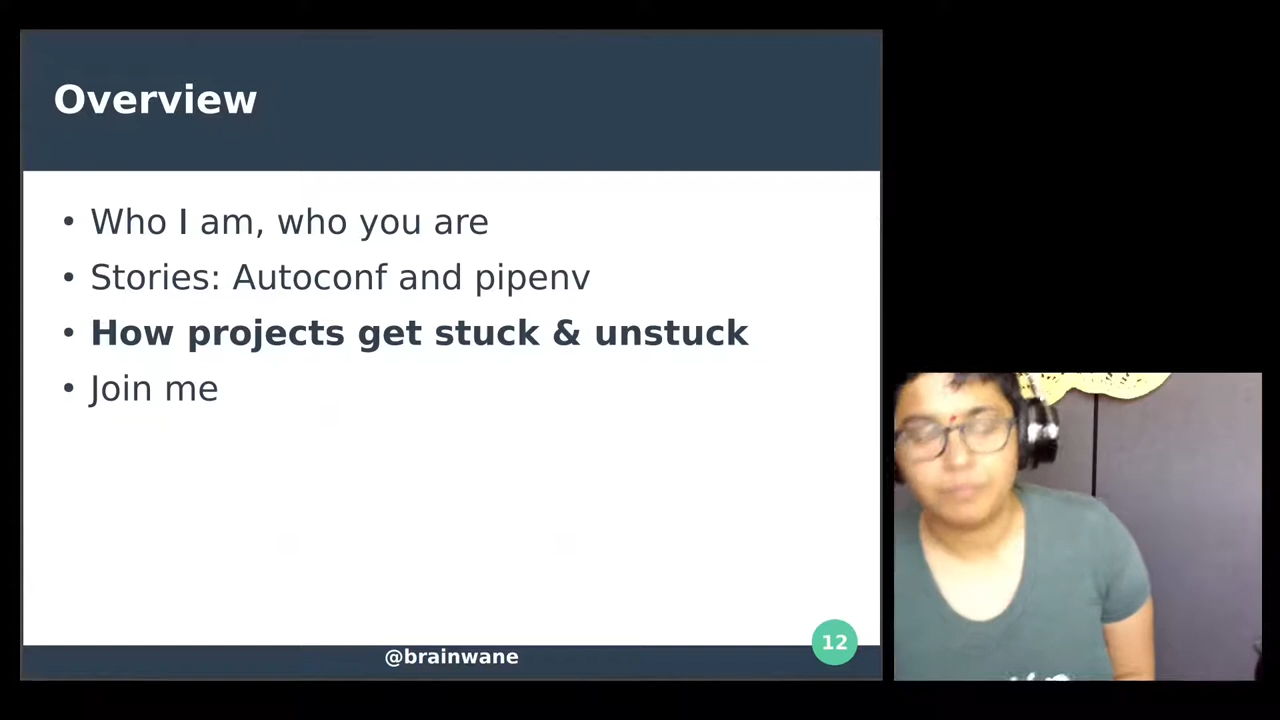 Overview
• Who I am, who you are
• Stories: Autoconf and pipenv
• How projects get stuck & unstuck
• Join me
@brainwane
12